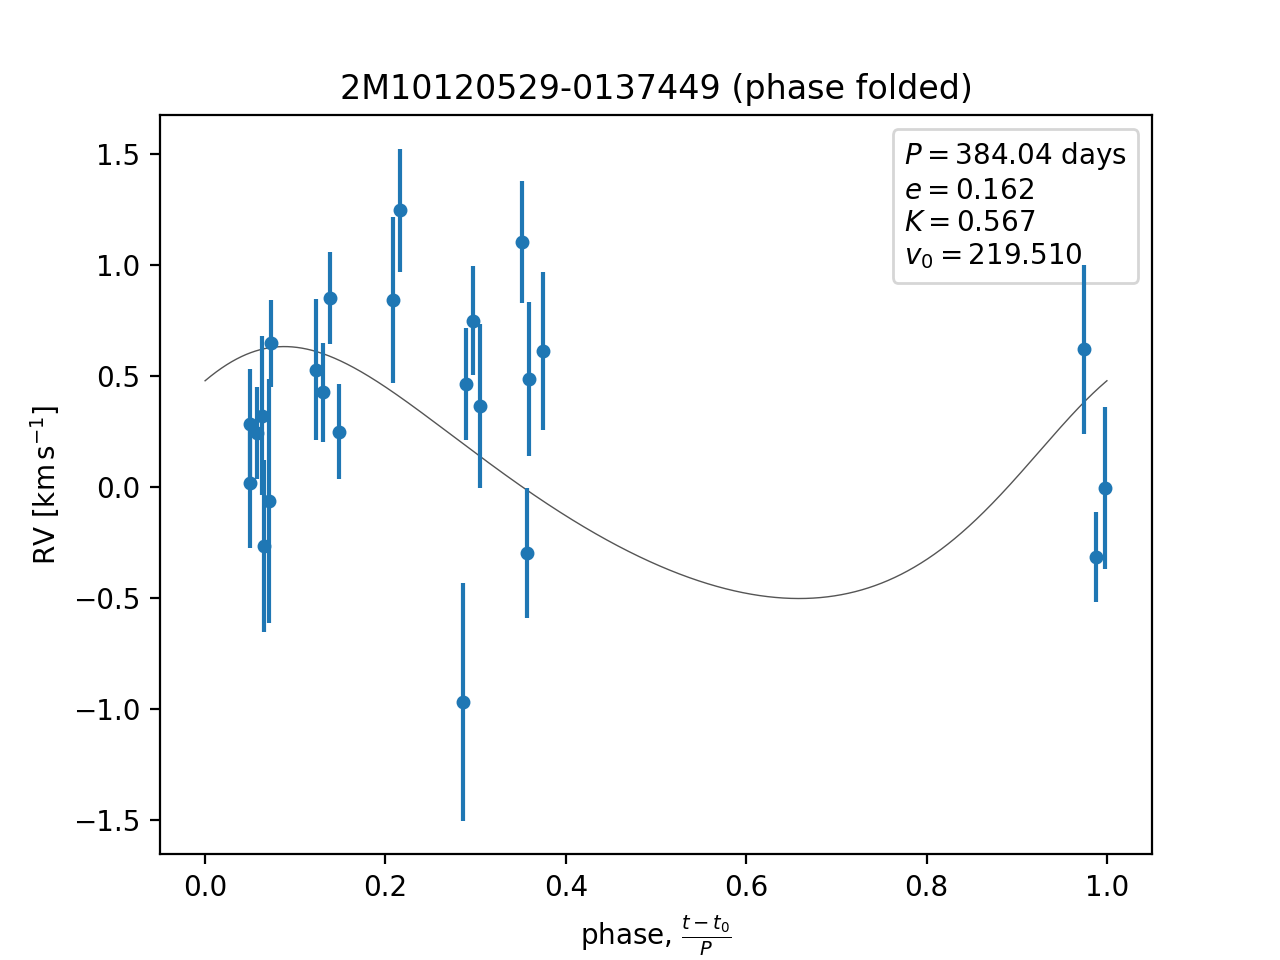 2M10120529-0137449 (phase folded)
P = 384.04 days
e = 0.162
K = 0.567
v₀ = 219.510
RV [km s⁻¹]
1.5
1.0
0.5
0.0
−0.5
−1.0
−1.5
0.0 0.2 0.4 0.6 0.8 1.0
phase, (t − t₀)/P